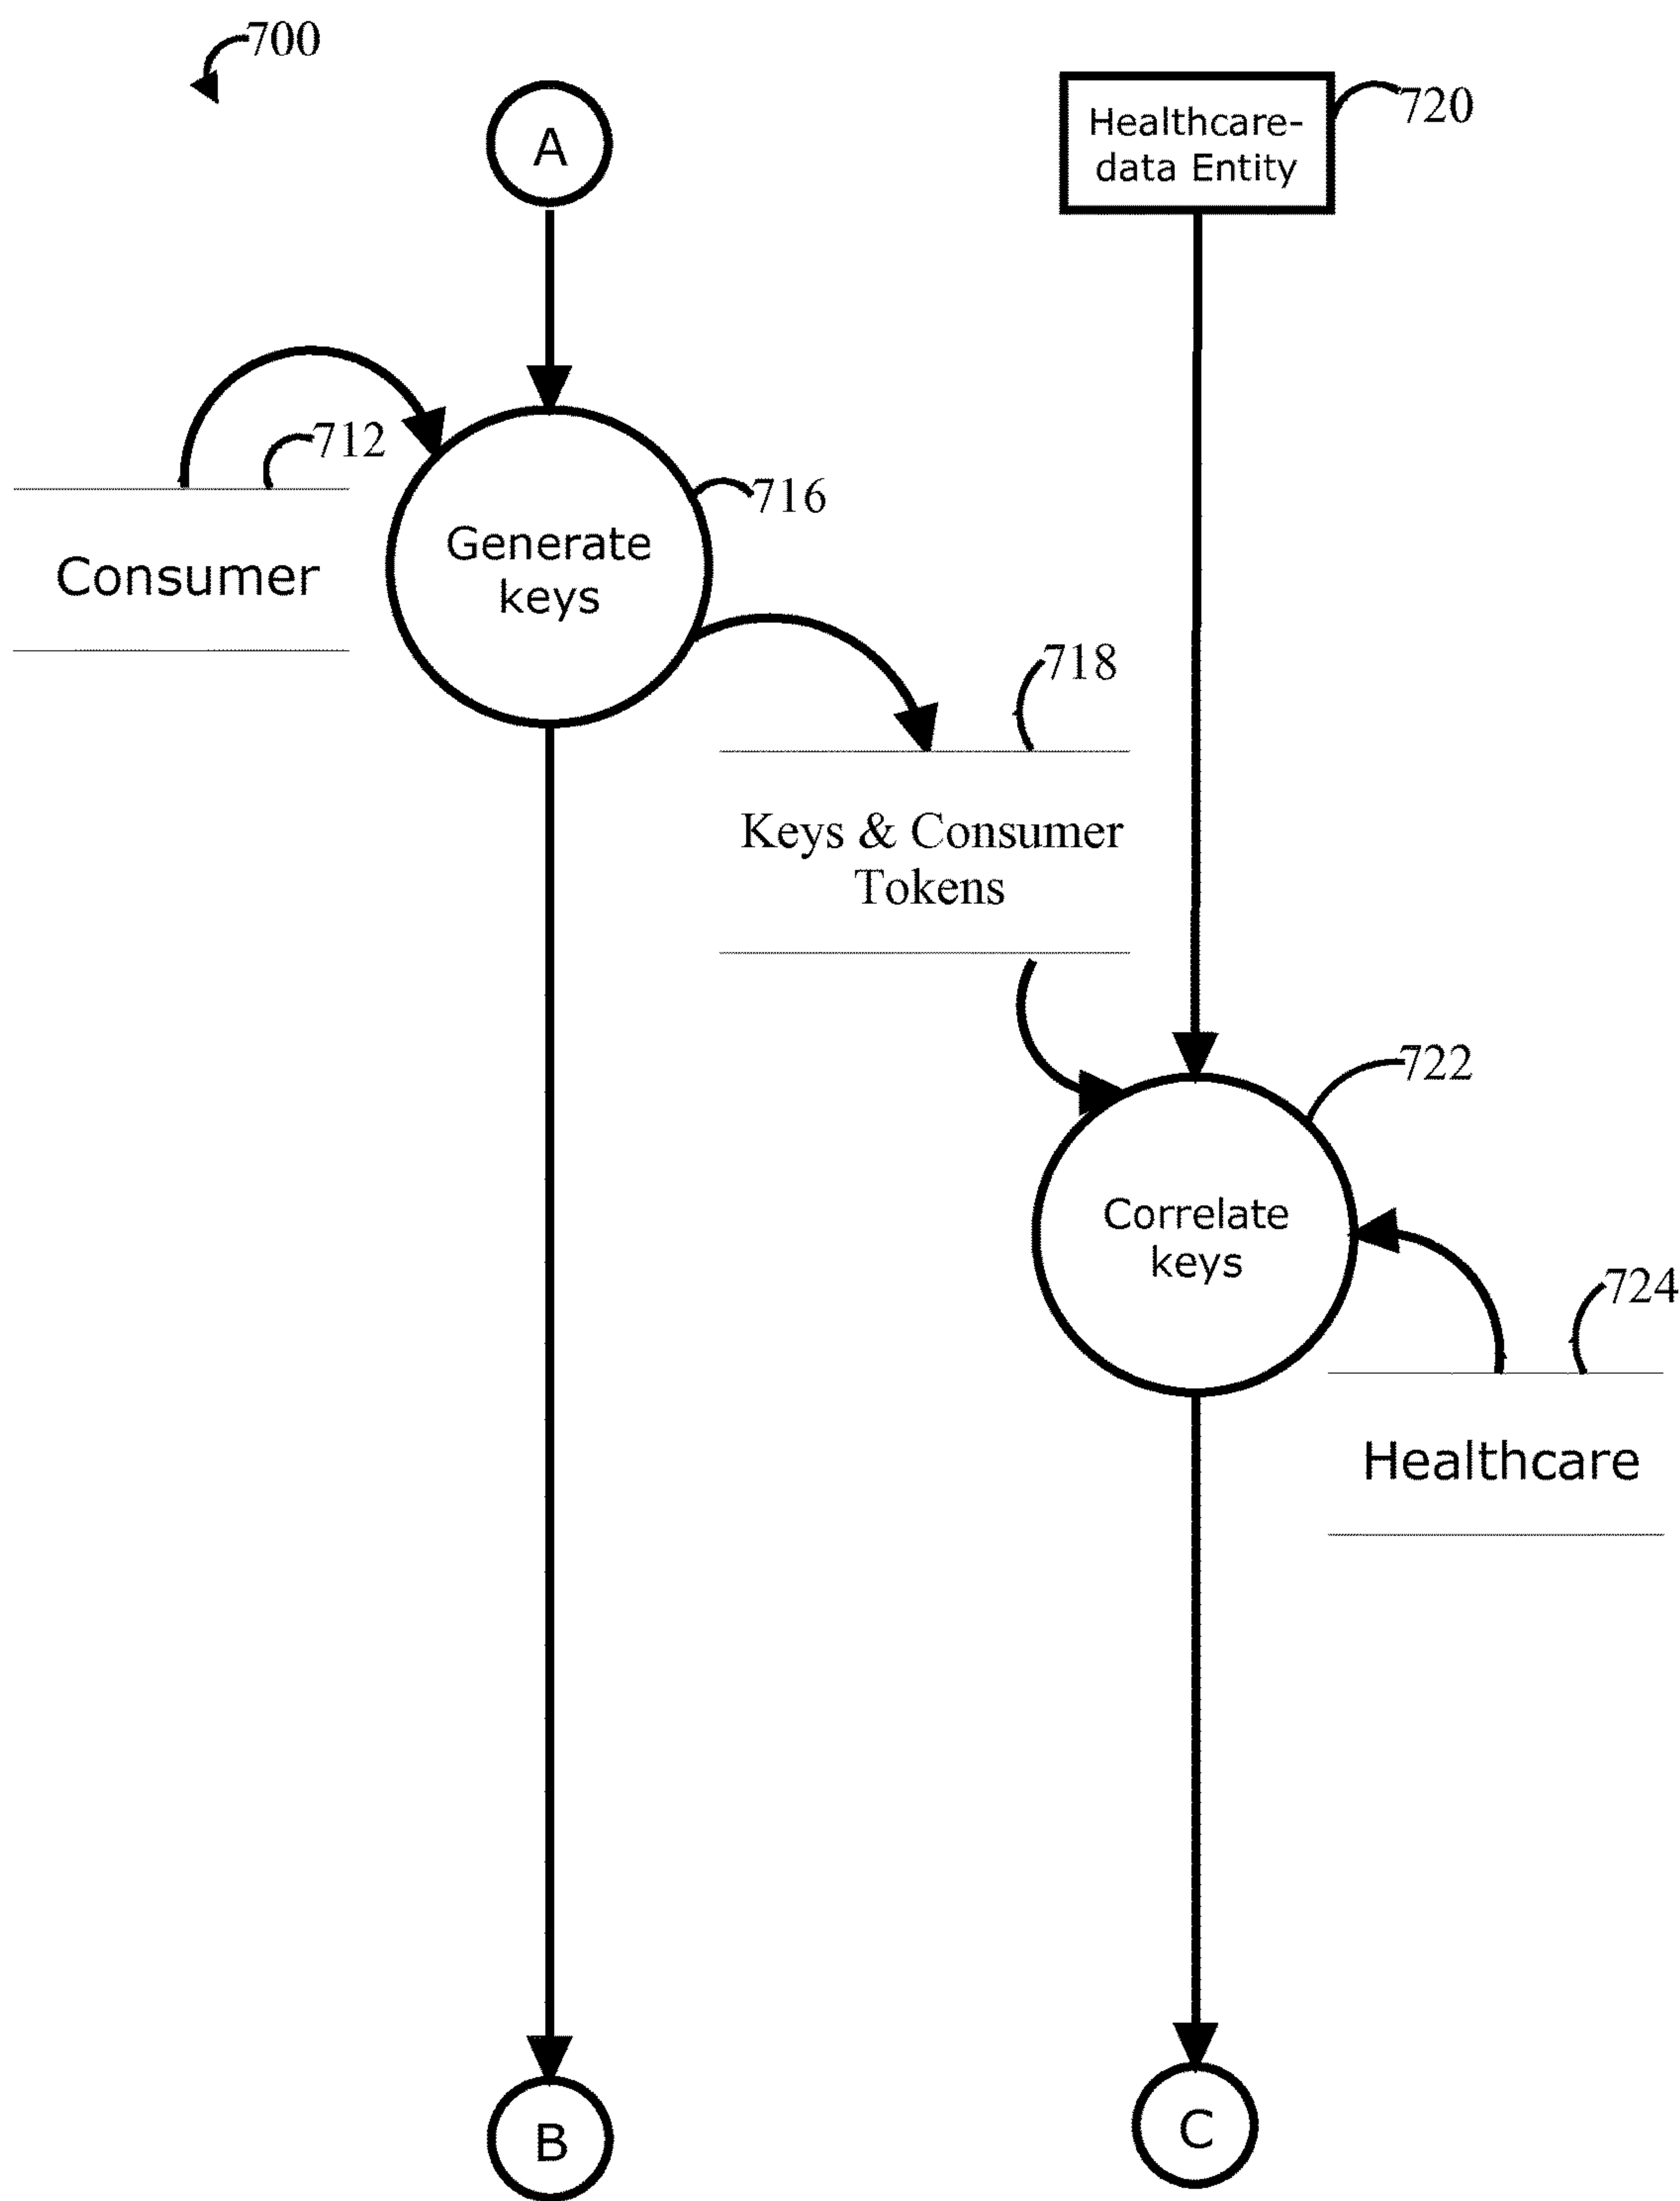 700
A
Healthcare-
data Entity
720
712
Consumer
716
Generate
keys
718
Keys & Consumer
Tokens
722
Correlate
keys
724
Healthcare
B
C